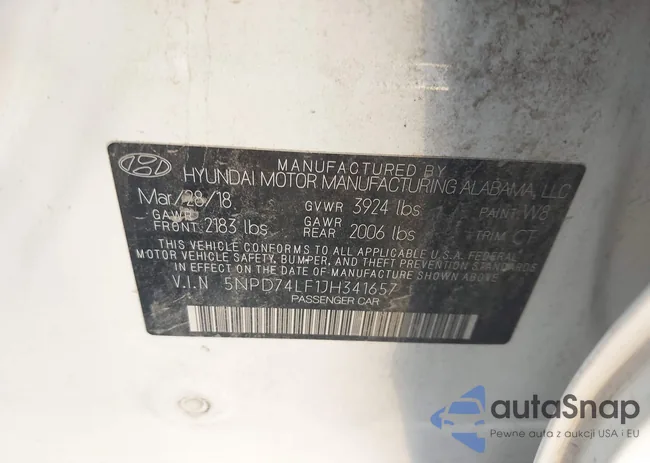 MANUFACTURED BY
HYUNDAI MOTOR MANUFACTURING ALABAMA, LLC
Mar/28/18 GVWR 3924 lbs PAINT W8
GAWR FRONT 2183 lbs GAWR REAR 2006 lbs TRIM CT
THIS VEHICLE CONFORMS TO ALL APPLICABLE U.S.A. FEDERAL
MOTOR VEHICLE SAFETY, BUMPER, AND THEFT PREVENTION STANDARDS
IN EFFECT ON THE DATE OF MANUFACTURE SHOWN ABOVE
V.I.N 5NPD74LF1JH341657
PASSENGER CAR
autoSnap
Pewne auta z aukcji USA i EU